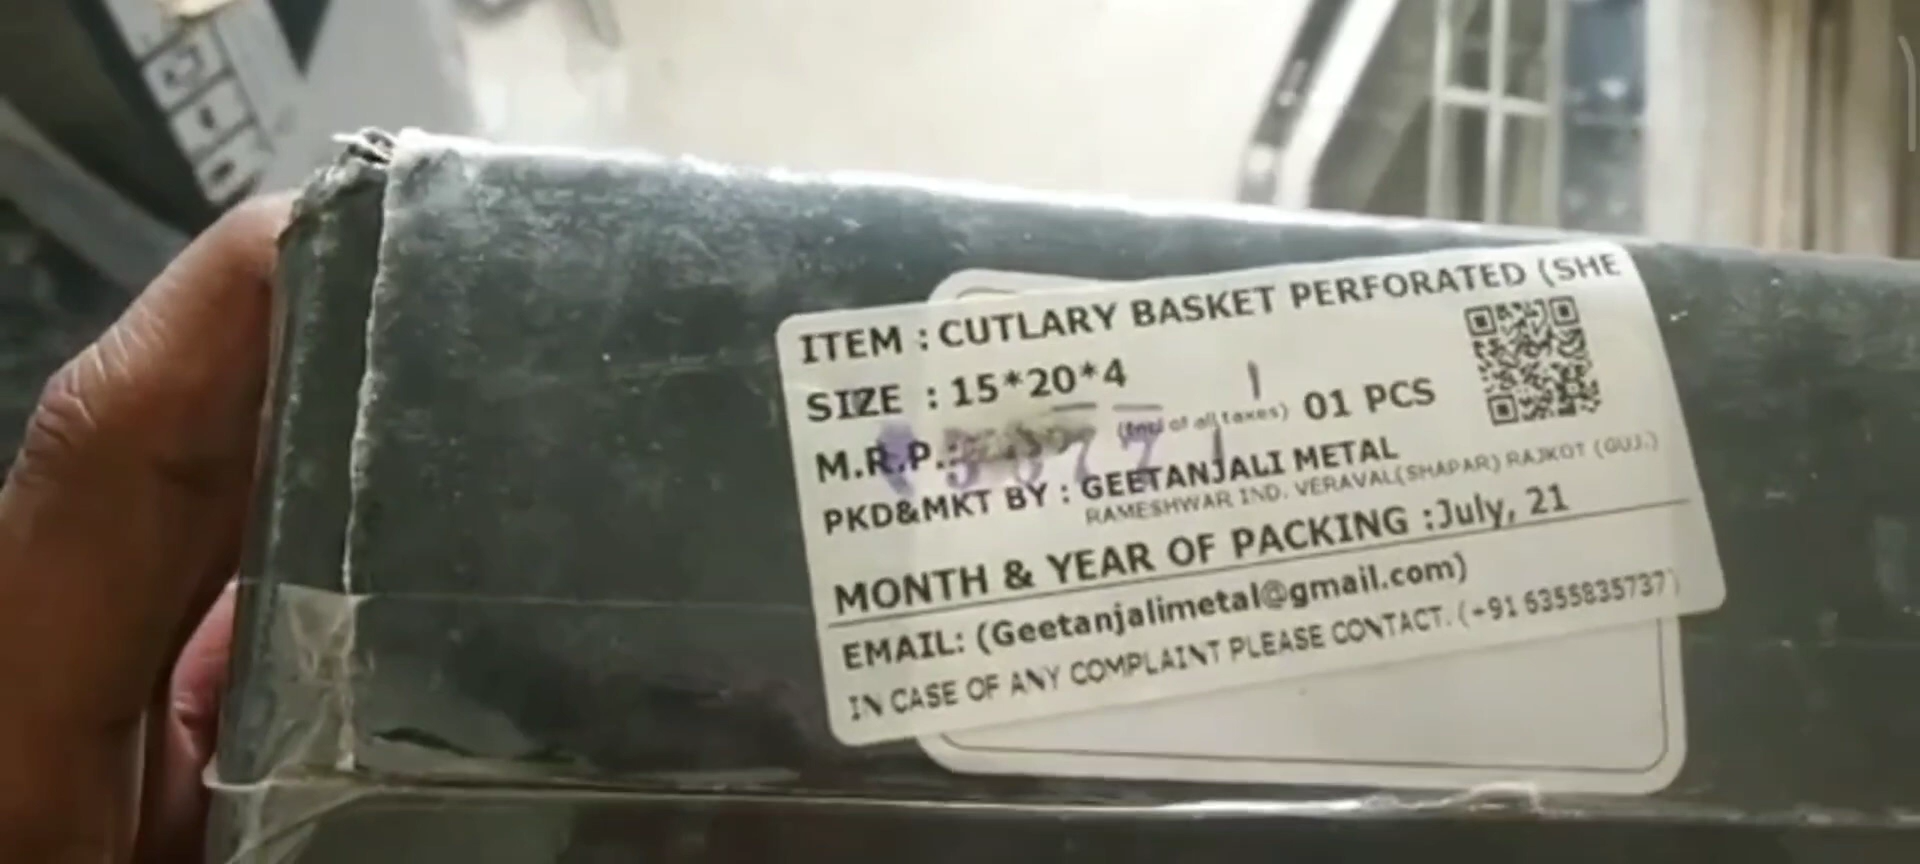 ITEM : CUTLARY BASKET PERFORATED (SHE
SIZE : 15*20*4
M.R.P.: (Incl of all taxes) 01 PCS
PKD&MKT BY : GEETANJALI METAL
RAMESHWAR IND. VERAVAL(SHAPAR) RAJKOT (GUJ.)
MONTH & YEAR OF PACKING :July, 21
EMAIL: (Geetanjalimetal@gmail.com)
IN CASE OF ANY COMPLAINT PLEASE CONTACT. (+91 6355835737)